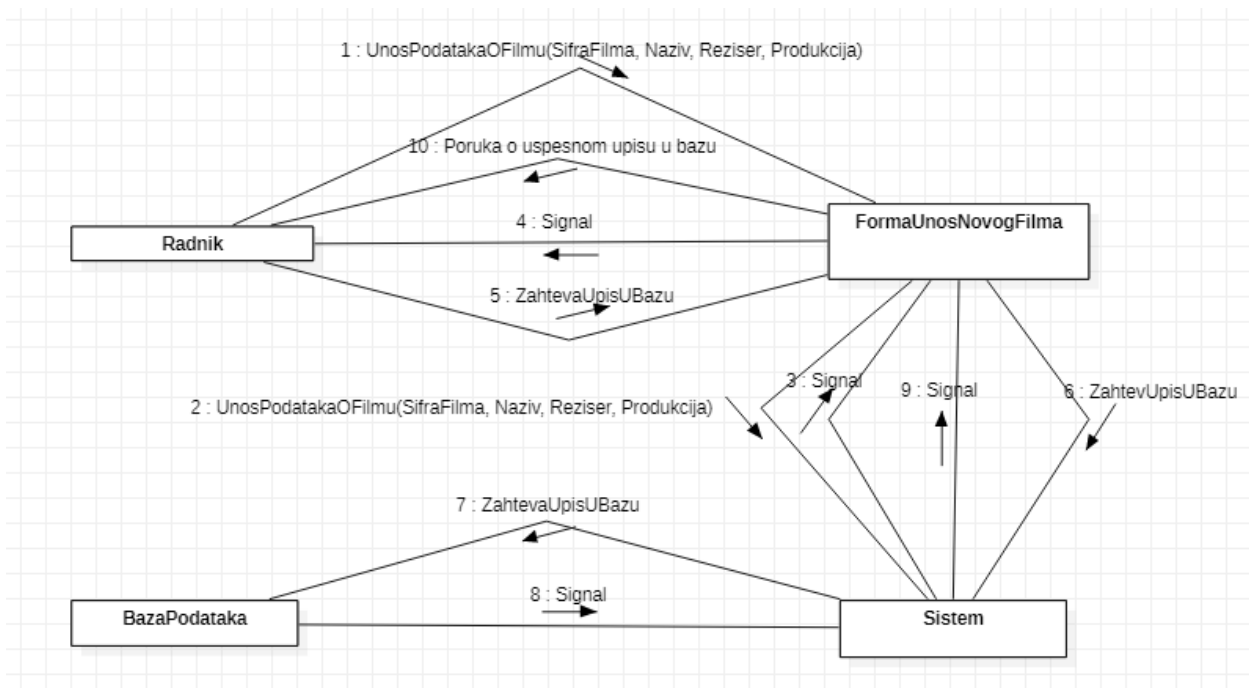 1 : UnosPodatakaOFilmu(SifraFilma, Naziv, Reziser, Produkcija)
10 : Poruka o uspesnom upisu u bazu
4 : Signal
FormaUnosNovogFilma
Radnik
5 : ZahtevaUpisUBazu
3 : Signal
9 : Signal
6 : ZahtevUpisUBazu
2 : UnosPodatakaOFilmu(SifraFilma, Naziv, Reziser, Produkcija)
7 : ZahtevaUpisUBazu
8 : Signal
BazaPodataka
Sistem